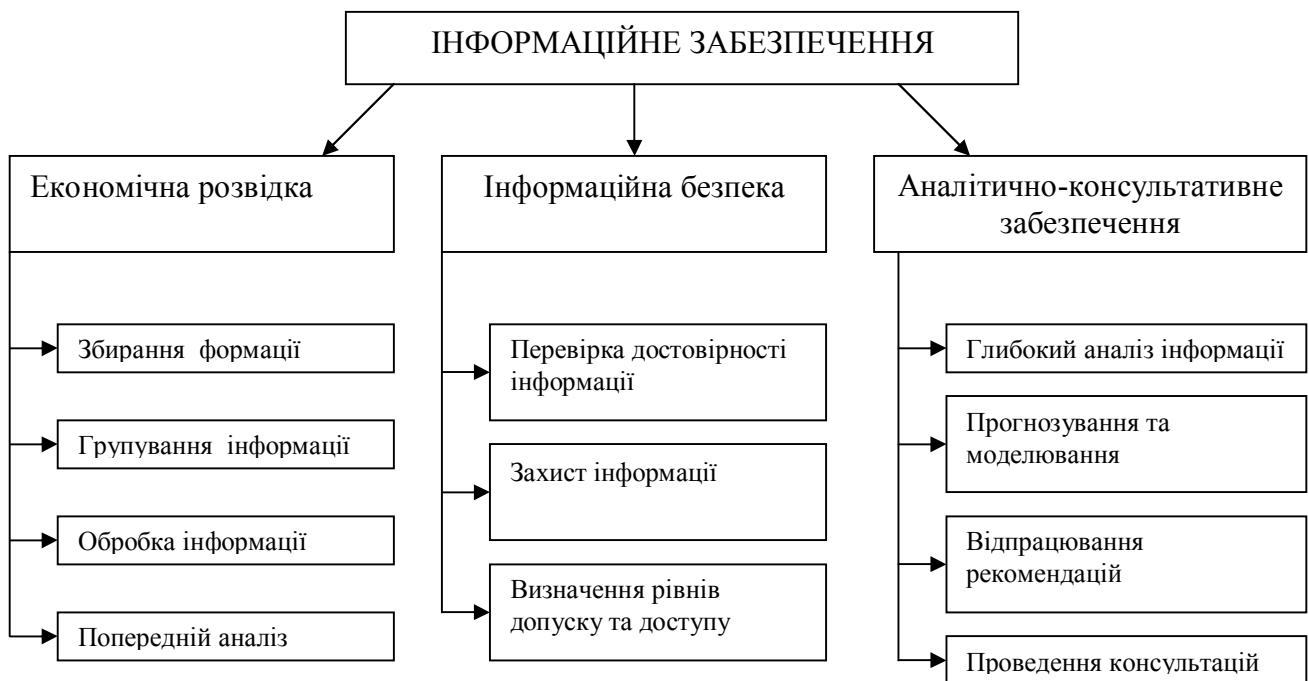 ІНФОРМАЦІЙНЕ ЗАБЕЗПЕЧЕННЯ
Економічна розвідка
Збирання формації
Групування інформації
Обробка інформації
Попередній аналіз
Інформаційна безпека
Перевірка достовірності
інформації
Захист інформації
Визначення рівнів
допуску та доступу
Аналітично-консультативне
забезпечення
Глибокий аналіз інформації
Прогнозування та
моделювання
Відпрацювання
рекомендацій
Проведення консультацій